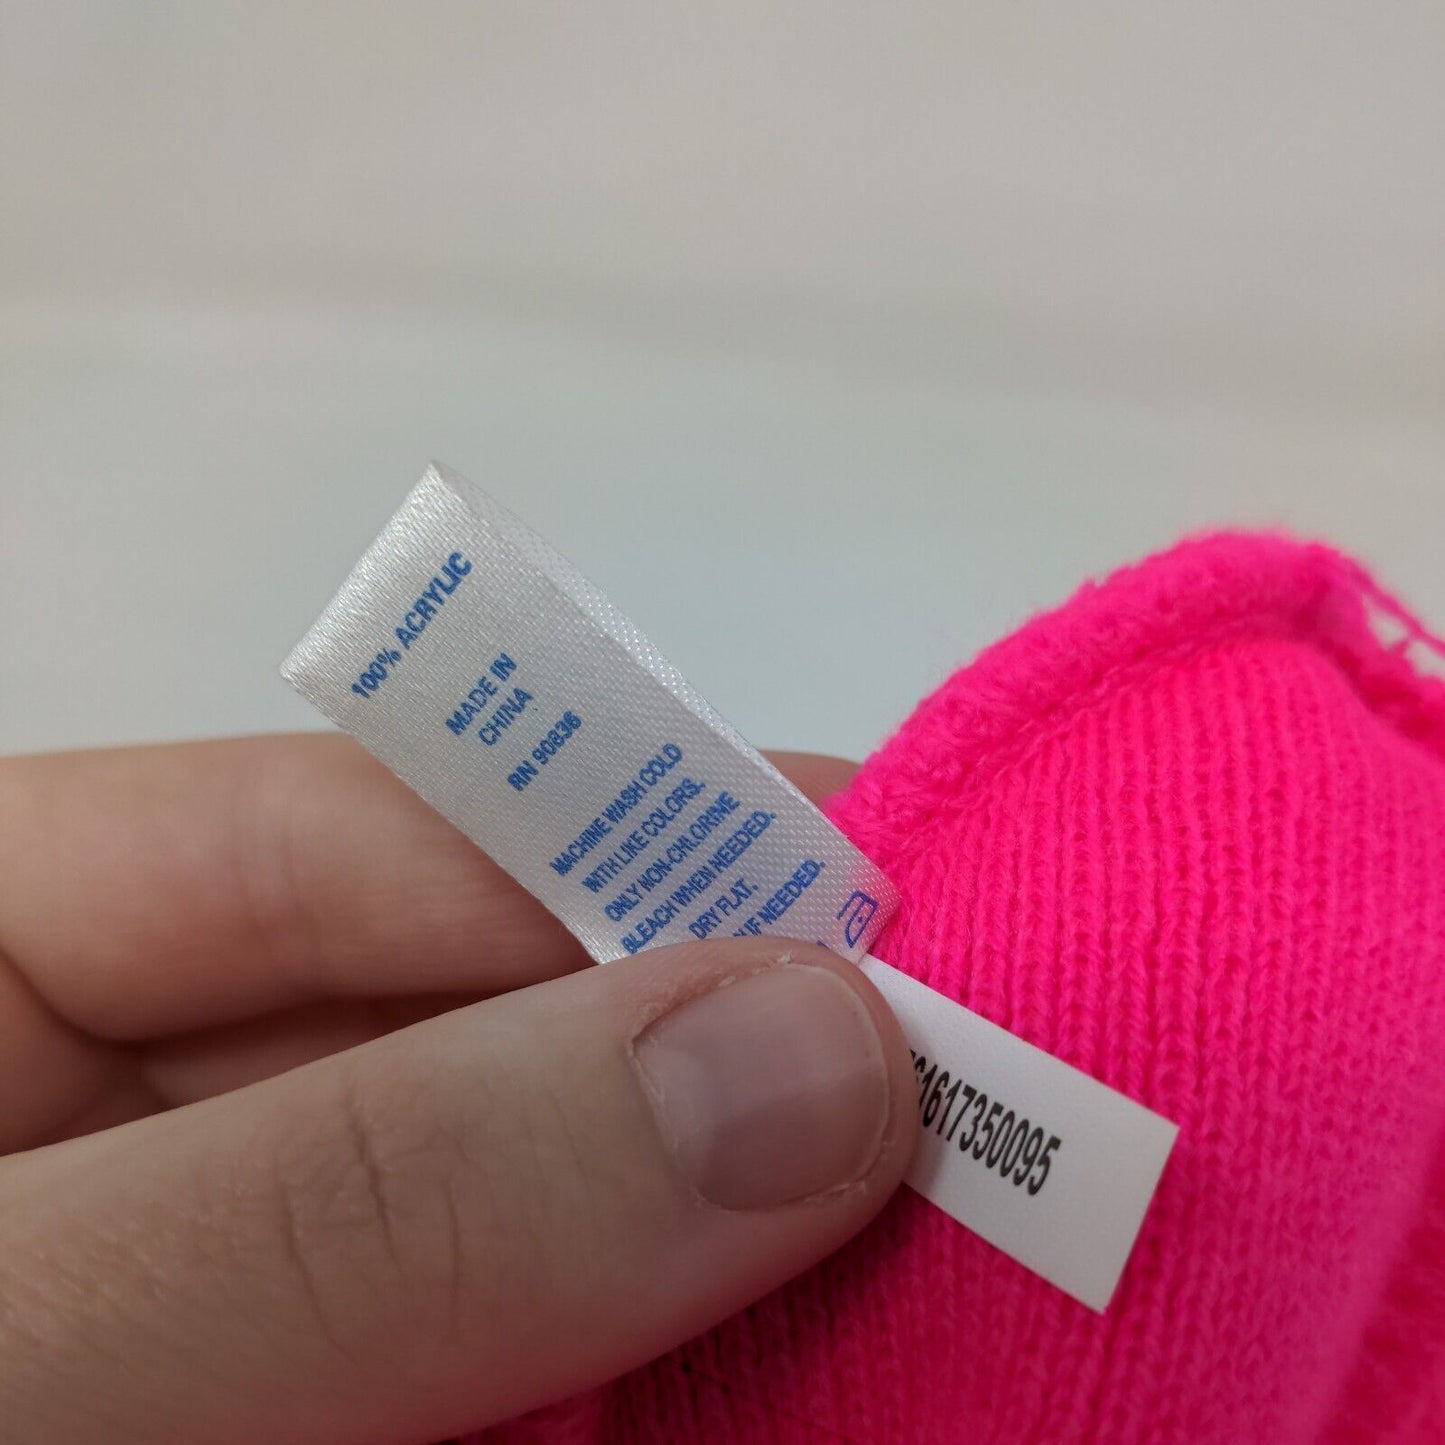 100% ACRYLIC
MADE IN
CHINA
RN 90836
MACHINE WASH COLD
WITH LIKE COLORS.
ONLY NON-CHLORINE
BLEACH WHEN NEEDED.
DRY FLAT.
IF NEEDED.
61617350095